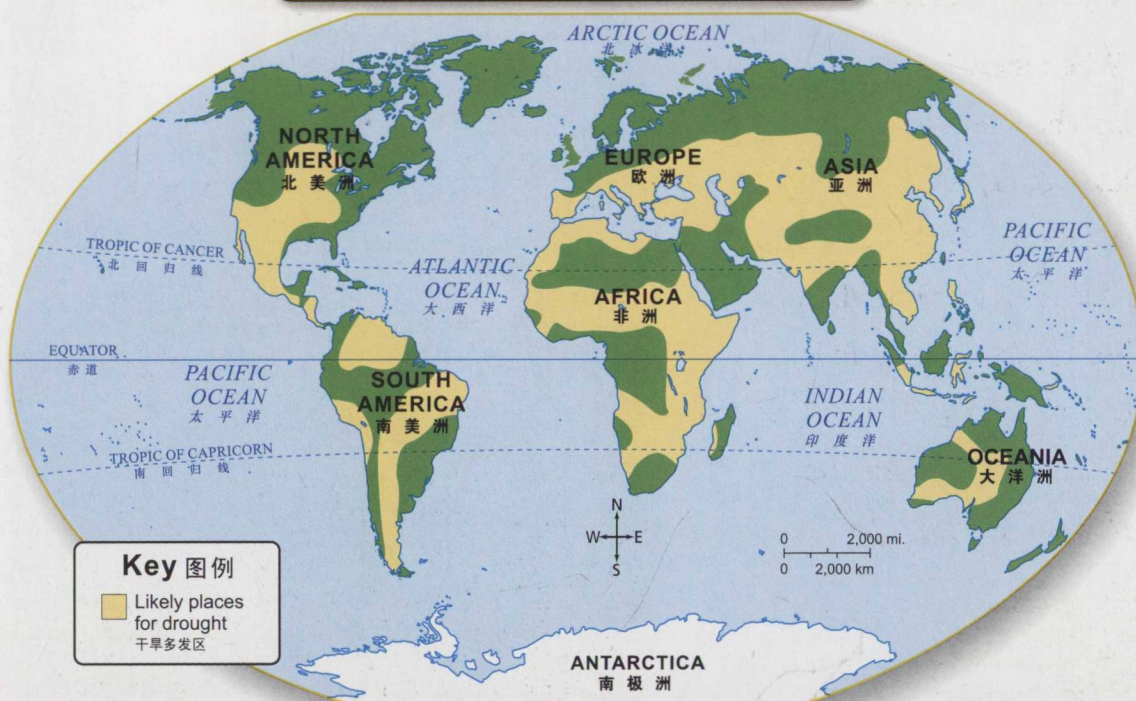 ARCTIC OCEAN
北冰洋
NORTH
AMERICA
北美洲
EUROPE
欧洲
ASIA
亚洲
TROPIC OF CANCER
北回归线
ATLANTIC
OCEAN
大西洋
PACIFIC
OCEAN
太平洋
AFRICA
非洲
EQUATOR
赤道
PACIFIC
OCEAN
太平洋
SOUTH
AMERICA
南美洲
INDIAN
OCEAN
印度洋
TROPIC OF CAPRICORN
南回归线
OCEANIA
大洋洲
N
W E
S
0 2,000 mi.
0 2,000 km
Key 图例
Likely places
for drought
干旱多发区
ANTARCTICA
南极洲